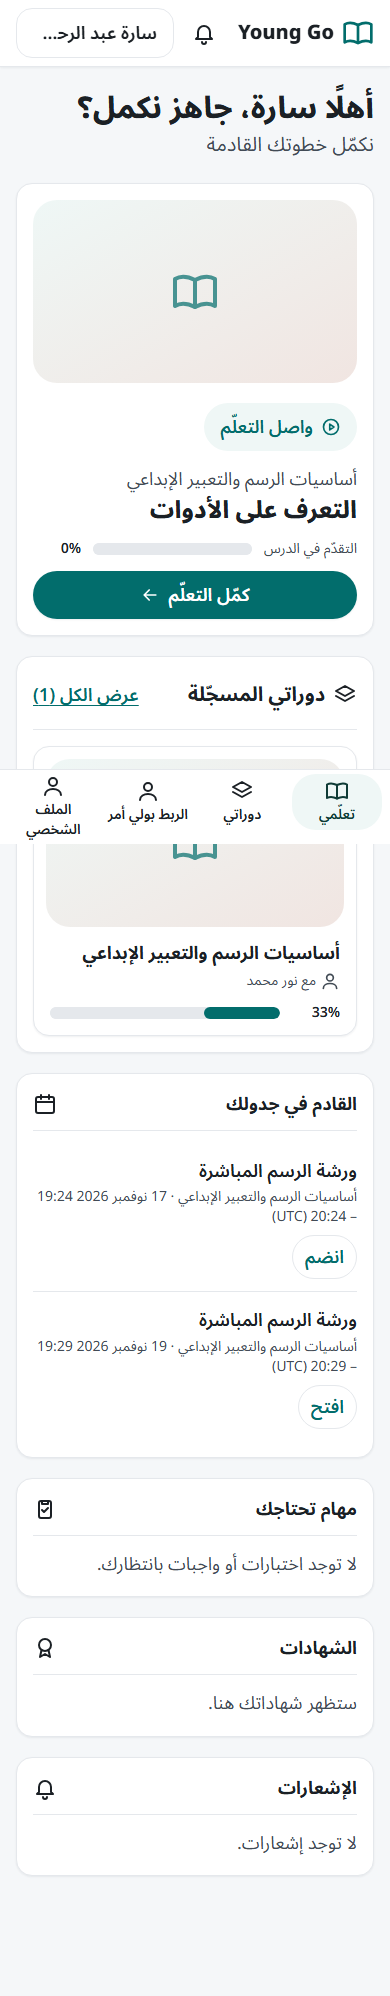 Young Go
سارة عبد الرحـ...
أهلًا سارة، جاهز نكمل؟
نكمّل خطوتك القادمة
واصل التعلّم
أساسيات الرسم والتعبير الإبداعي
التعرف على الأدوات
التقدّم في الدرس 0%
كمّل التعلّم ←
دوراتي المسجّلة
عرض الكل (1)
تعلّمي
دوراتي
الربط بولي أمر
الملف
الشخصي
أساسيات الرسم والتعبير الإبداعي
مع نور محمد
33%
القادم في جدولك
ورشة الرسم المباشرة
أساسيات الرسم والتعبير الإبداعي · 17 نوفمبر 2026 19:24
– 20:24 (UTC)
انضم
ورشة الرسم المباشرة
أساسيات الرسم والتعبير الإبداعي · 19 نوفمبر 2026 19:29
– 20:29 (UTC)
افتح
مهام تحتاجك
لا توجد اختبارات أو واجبات بانتظارك.
الشهادات
ستظهر شهاداتك هنا.
الإشعارات
لا توجد إشعارات.